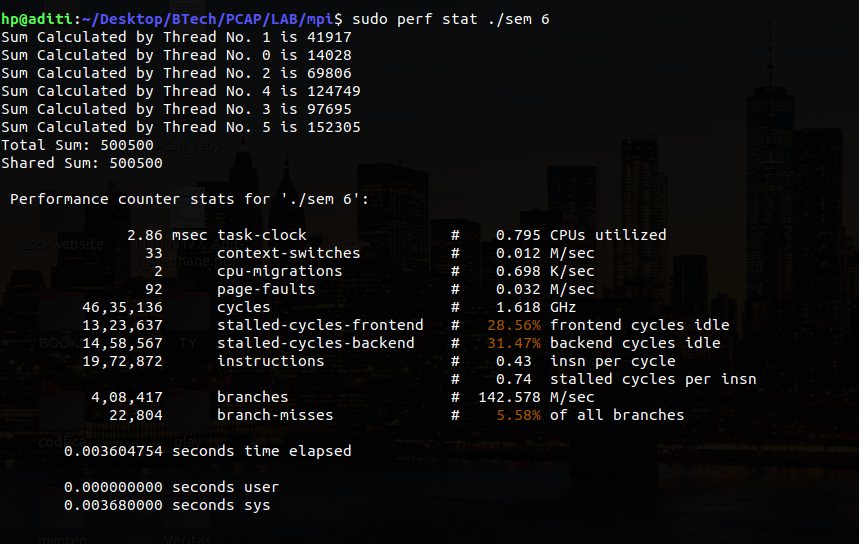 hp@aditi:~/Desktop/BTech/PCAP/LAB/mpi$ sudo perf stat ./sem 6
Sum Calculated by Thread No. 1 is 41917
Sum Calculated by Thread No. 0 is 14028
Sum Calculated by Thread No. 2 is 69806
Sum Calculated by Thread No. 4 is 124749
Sum Calculated by Thread No. 3 is 97695
Sum Calculated by Thread No. 5 is 152305
Total Sum: 500500
Shared Sum: 500500
Performance counter stats for './sem 6':
2.86 msec task-clock # 0.795 CPUs utilized
33 context-switches # 0.012 M/sec
2 cpu-migrations # 0.698 K/sec
92 page-faults # 0.032 M/sec
46,35,136 cycles # 1.618 GHz
13,23,637 stalled-cycles-frontend # 28.56% frontend cycles idle
14,58,567 stalled-cycles-backend # 31.47% backend cycles idle
19,72,872 instructions # 0.43 insn per cycle
# 0.74 stalled cycles per insn
4,08,417 branches # 142.578 M/sec
22,804 branch-misses # 5.58% of all branches
0.003604754 seconds time elapsed
0.000000000 seconds user
0.003680000 seconds sys